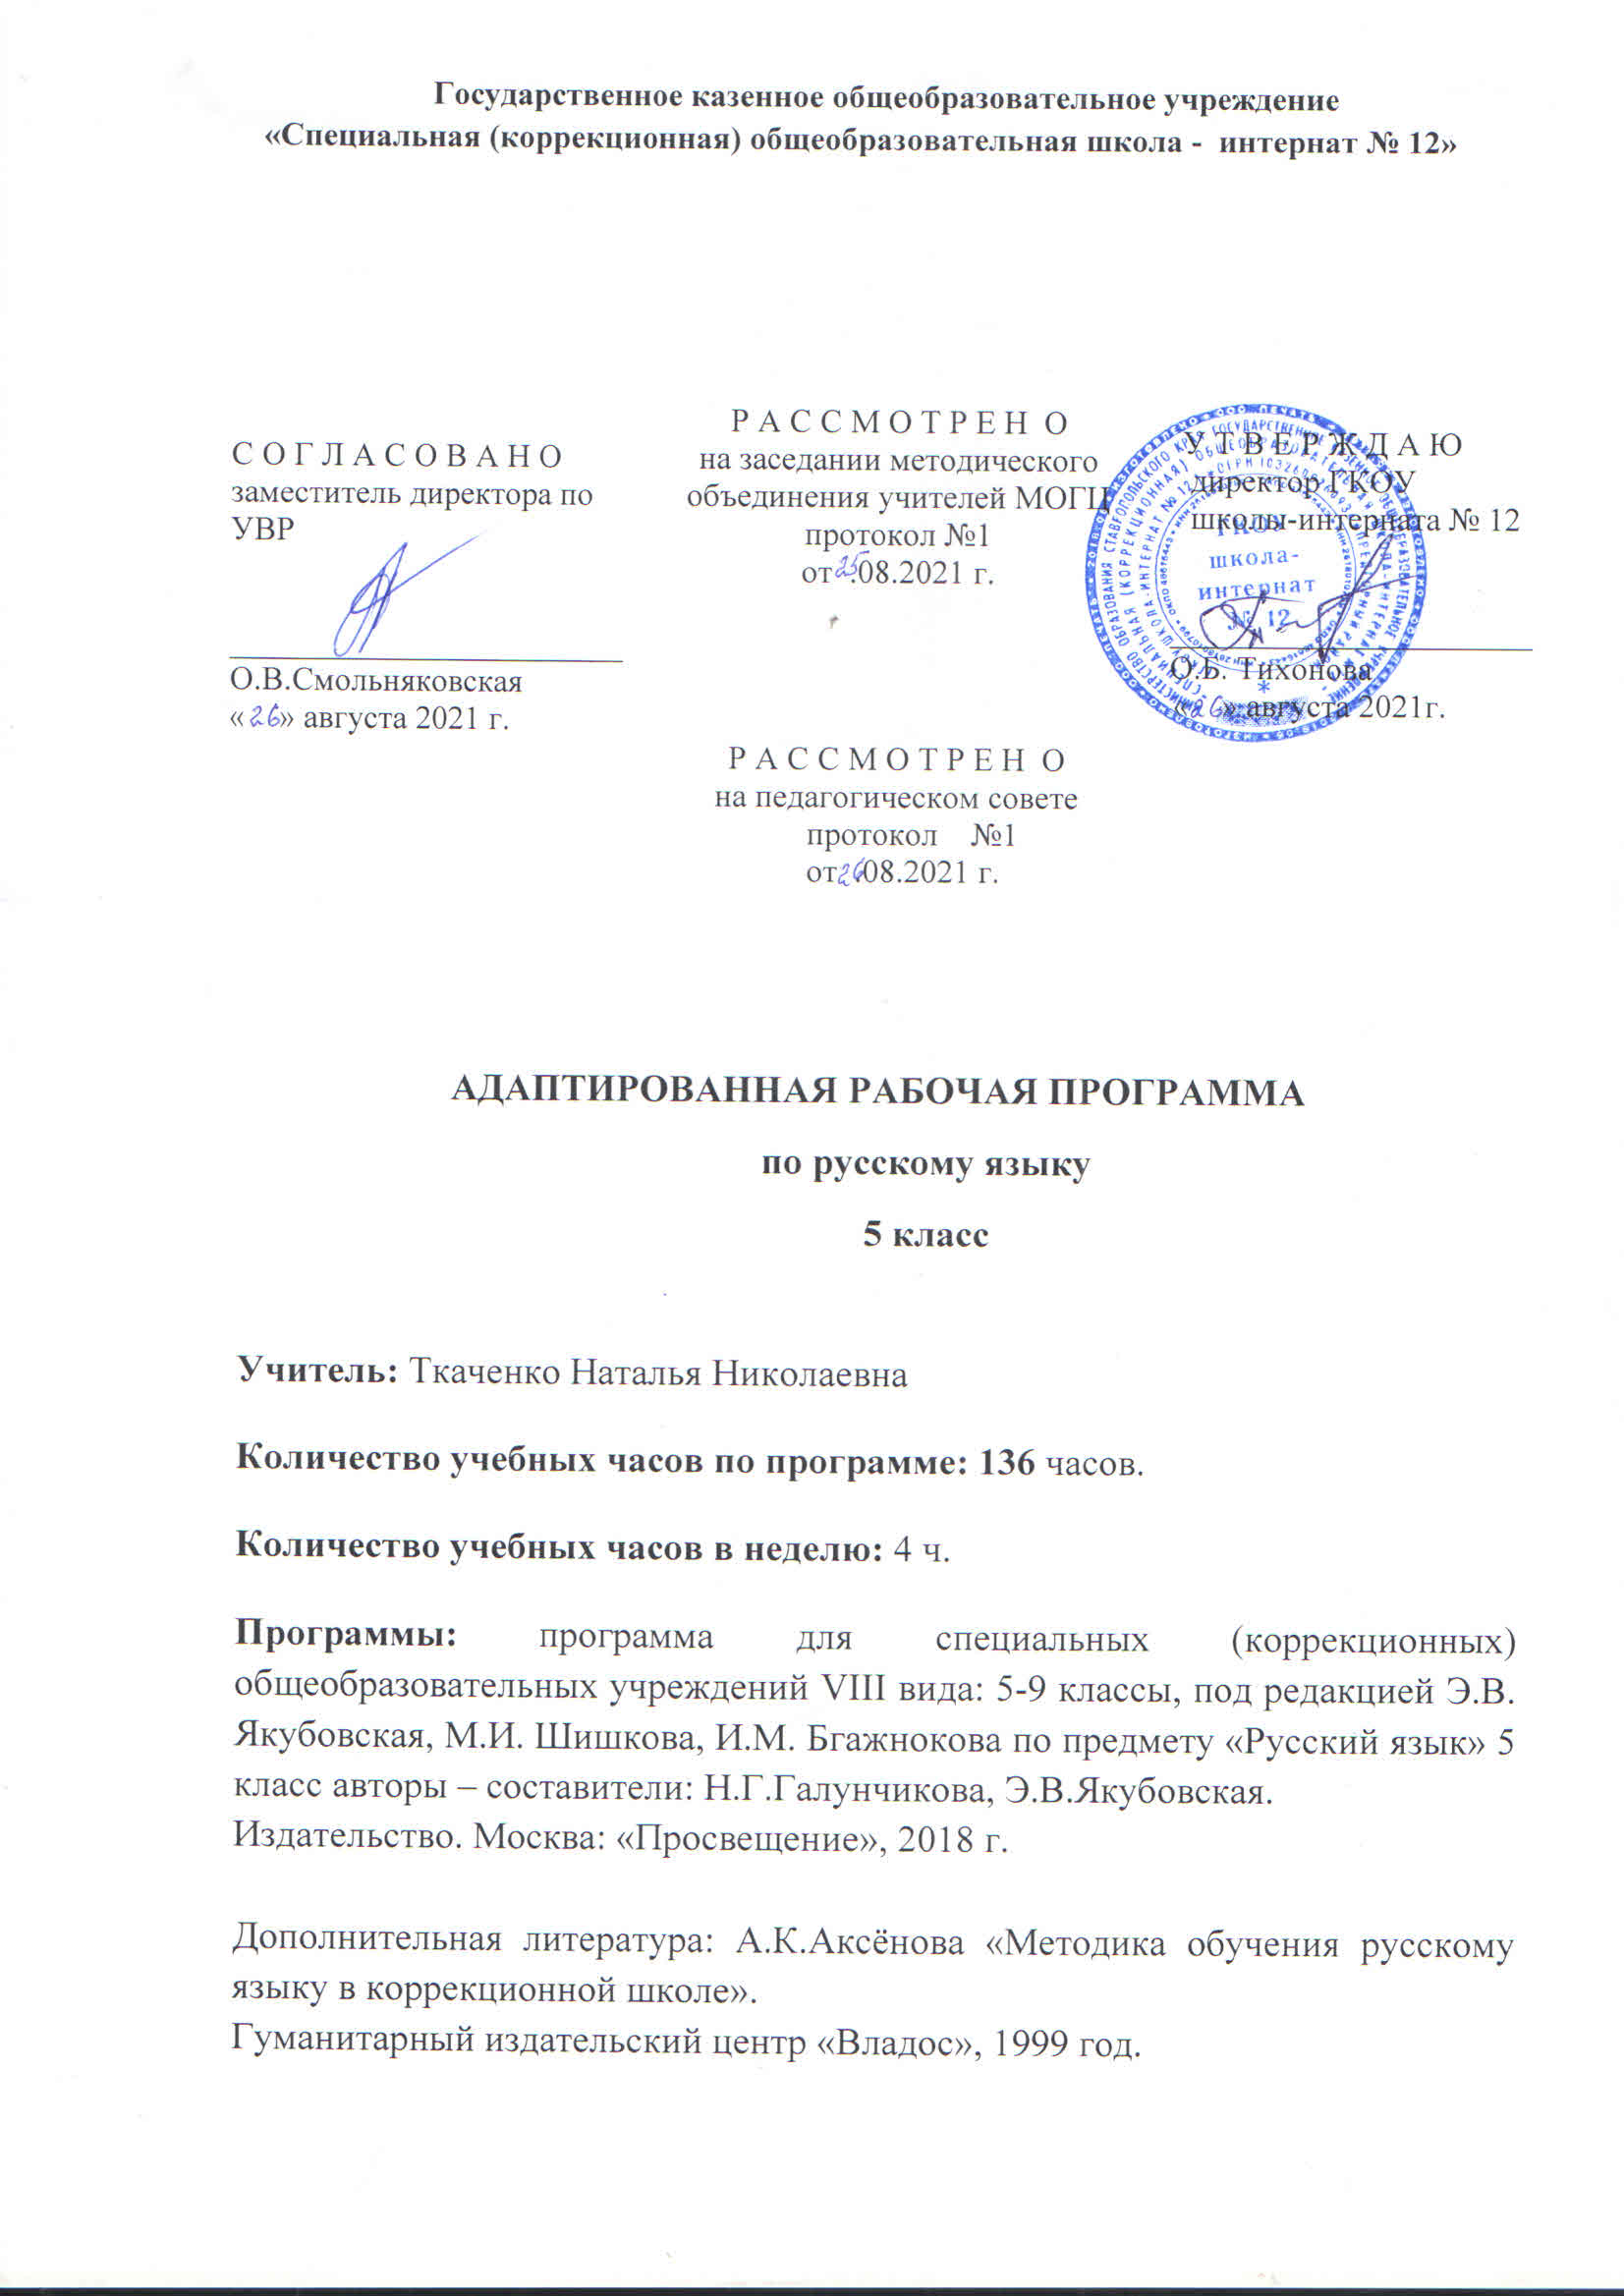 Государственное казенное общеобразовательное учреждение
«Специальная (коррекционная) общеобразовательная школа - интернат № 12»
С О Г Л А С О В А Н О
заместитель директора по
УВР
О.В.Смольняковская
«26» августа 2021 г.
Р А С С М О Т Р Е Н О
на заседании методического
объединения учителей МОГЦ
протокол №1
от 25.08.2021 г.
У Т В Е Р Ж Д А Ю
директор ГКОУ
школы-интерната № 12
ГКОУ
школа-
интернат
№ 12
О.Б. Тихонова
«26» августа 2021г.
Р А С С М О Т Р Е Н О
на педагогическом совете
протокол №1
от 26.08.2021 г.
АДАПТИРОВАННАЯ РАБОЧАЯ ПРОГРАММА
по русскому языку
5 класс
Учитель: Ткаченко Наталья Николаевна
Количество учебных часов по программе: 136 часов.
Количество учебных часов в неделю: 4 ч.
Программы: программа для специальных (коррекционных)
общеобразовательных учреждений VIII вида: 5-9 классы, под редакцией Э.В.
Якубовская, М.И. Шишкова, И.М. Бгажнокова по предмету «Русский язык» 5
класс авторы – составители: Н.Г.Галунчикова, Э.В.Якубовская.
Издательство. Москва: «Просвещение», 2018 г.
Дополнительная литература: А.К.Аксёнова «Методика обучения русскому
языку в коррекционной школе».
Гуманитарный издательский центр «Владос», 1999 год.